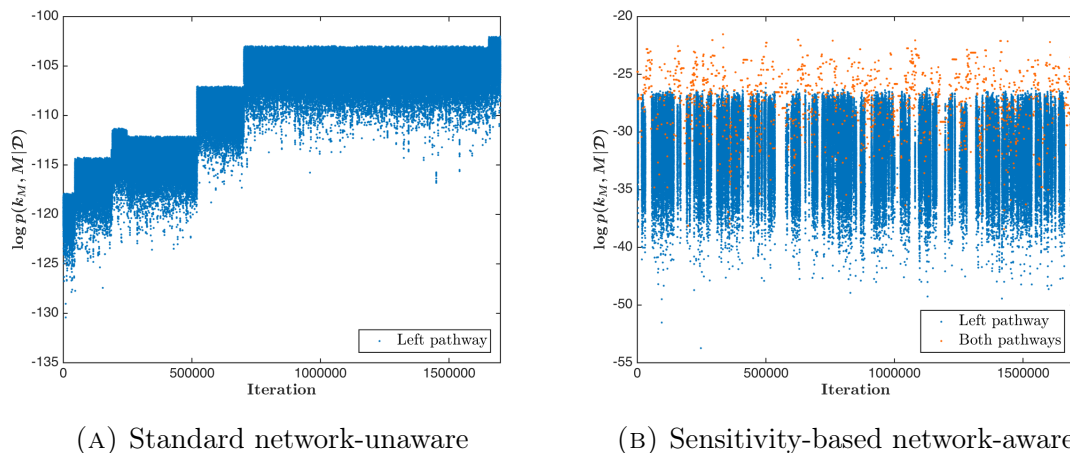 -100
-105
-110
-115
-120
-125
-130
-135
log p(k_M, M|D)
0
500000
1000000
1500000
Iteration
Left pathway
(A) Standard network-unaware
-20
-25
-30
-35
-40
-45
-50
-55
log p(k_M, M|D)
0
500000
1000000
1500000
Iteration
Left pathway
Both pathways
(B) Sensitivity-based network-aware